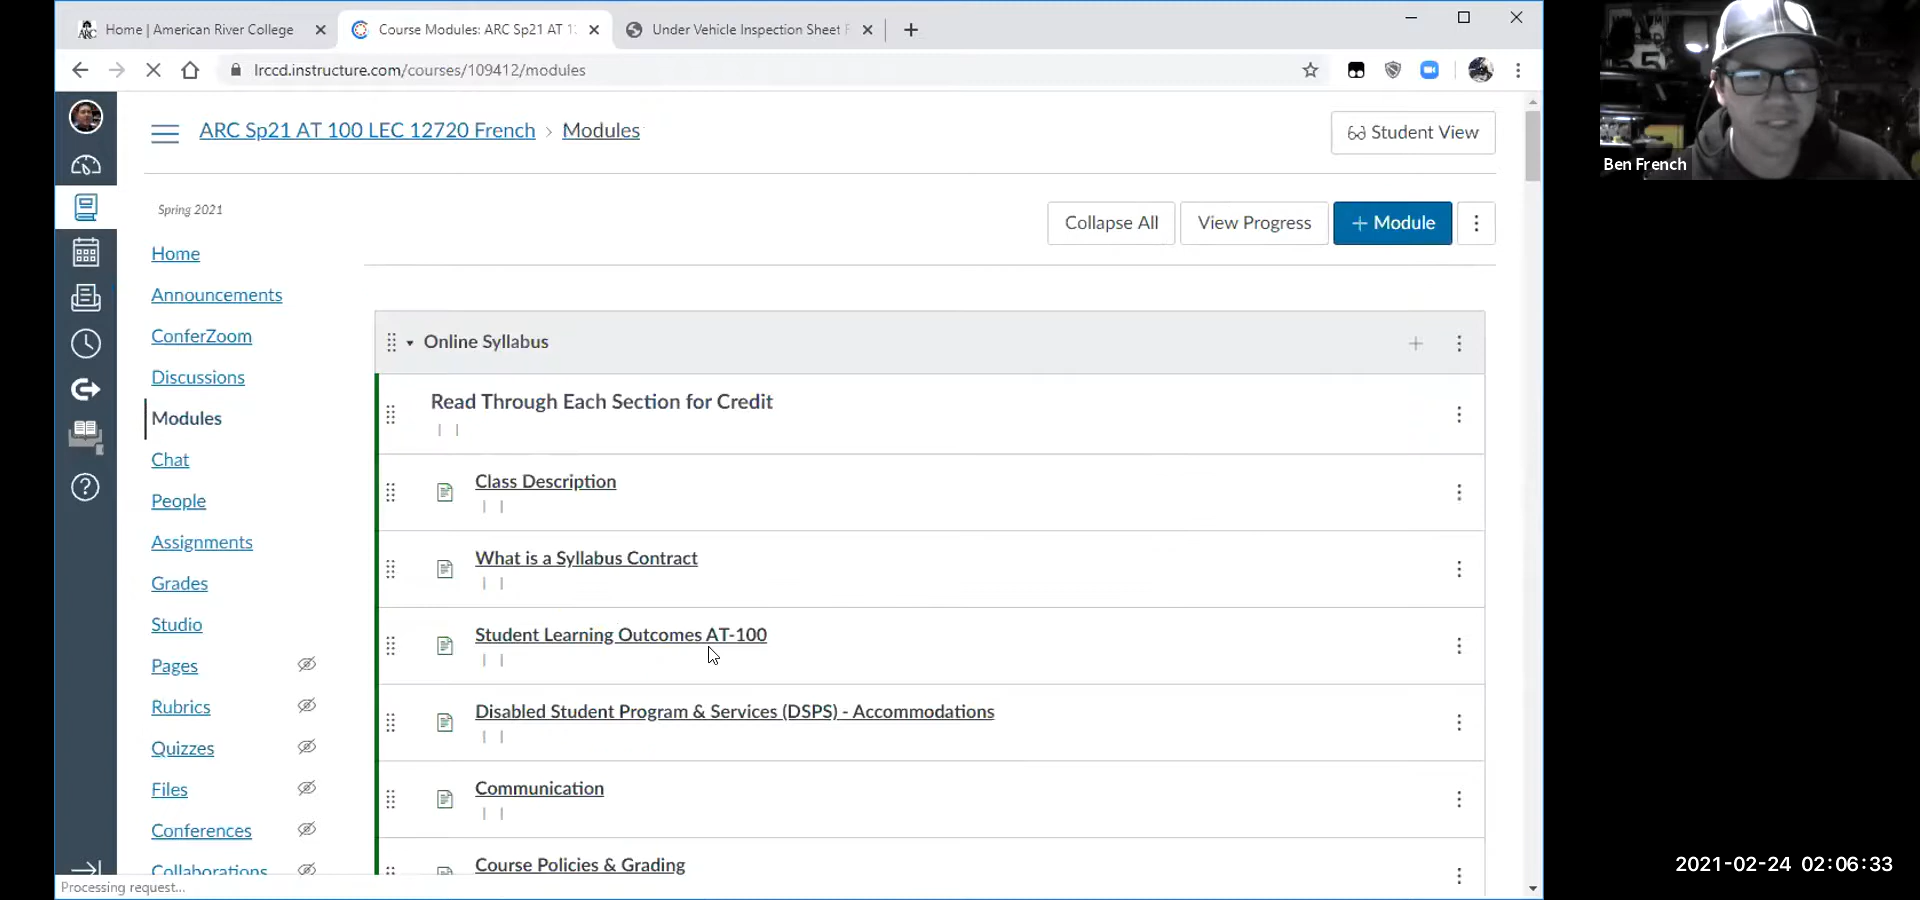 Home | American River College
Course Modules: ARC Sp21 AT 1
Under Vehicle Inspection Sheet F
lrccd.instructure.com/courses/109412/modules
ARC Sp21 AT 100 LEC 12720 French > Modules
Student View
Spring 2021
Collapse All
View Progress
+ Module
Home
Announcements
ConferZoom
Discussions
Modules
Chat
People
Assignments
Grades
Studio
Pages
Rubrics
Quizzes
Files
Conferences
Collaborations
Online Syllabus
Read Through Each Section for Credit
Class Description
What is a Syllabus Contract
Student Learning Outcomes AT-100
Disabled Student Program & Services (DSPS) - Accommodations
Communication
Course Policies & Grading
Processing request...
Ben French
2021-02-24 02:06:33